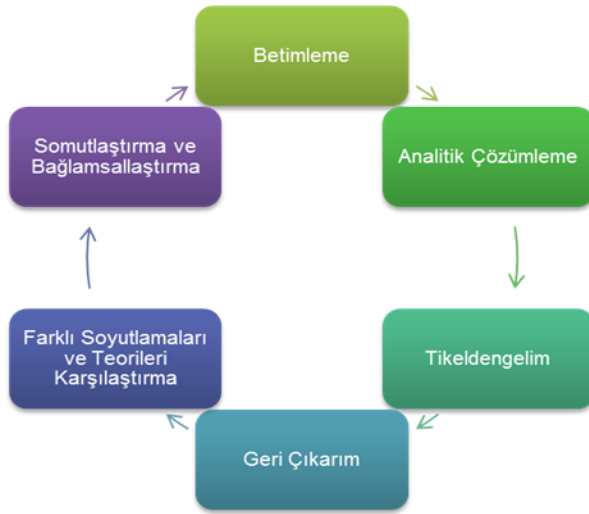 Betimleme
Analitik Çözümleme
Tikeldengelim
Geri Çıkarım
Farklı Soyutlamaları
ve Teorileri
Karşılaştırma
Somutlaştırma ve
Bağlamsallaştırma